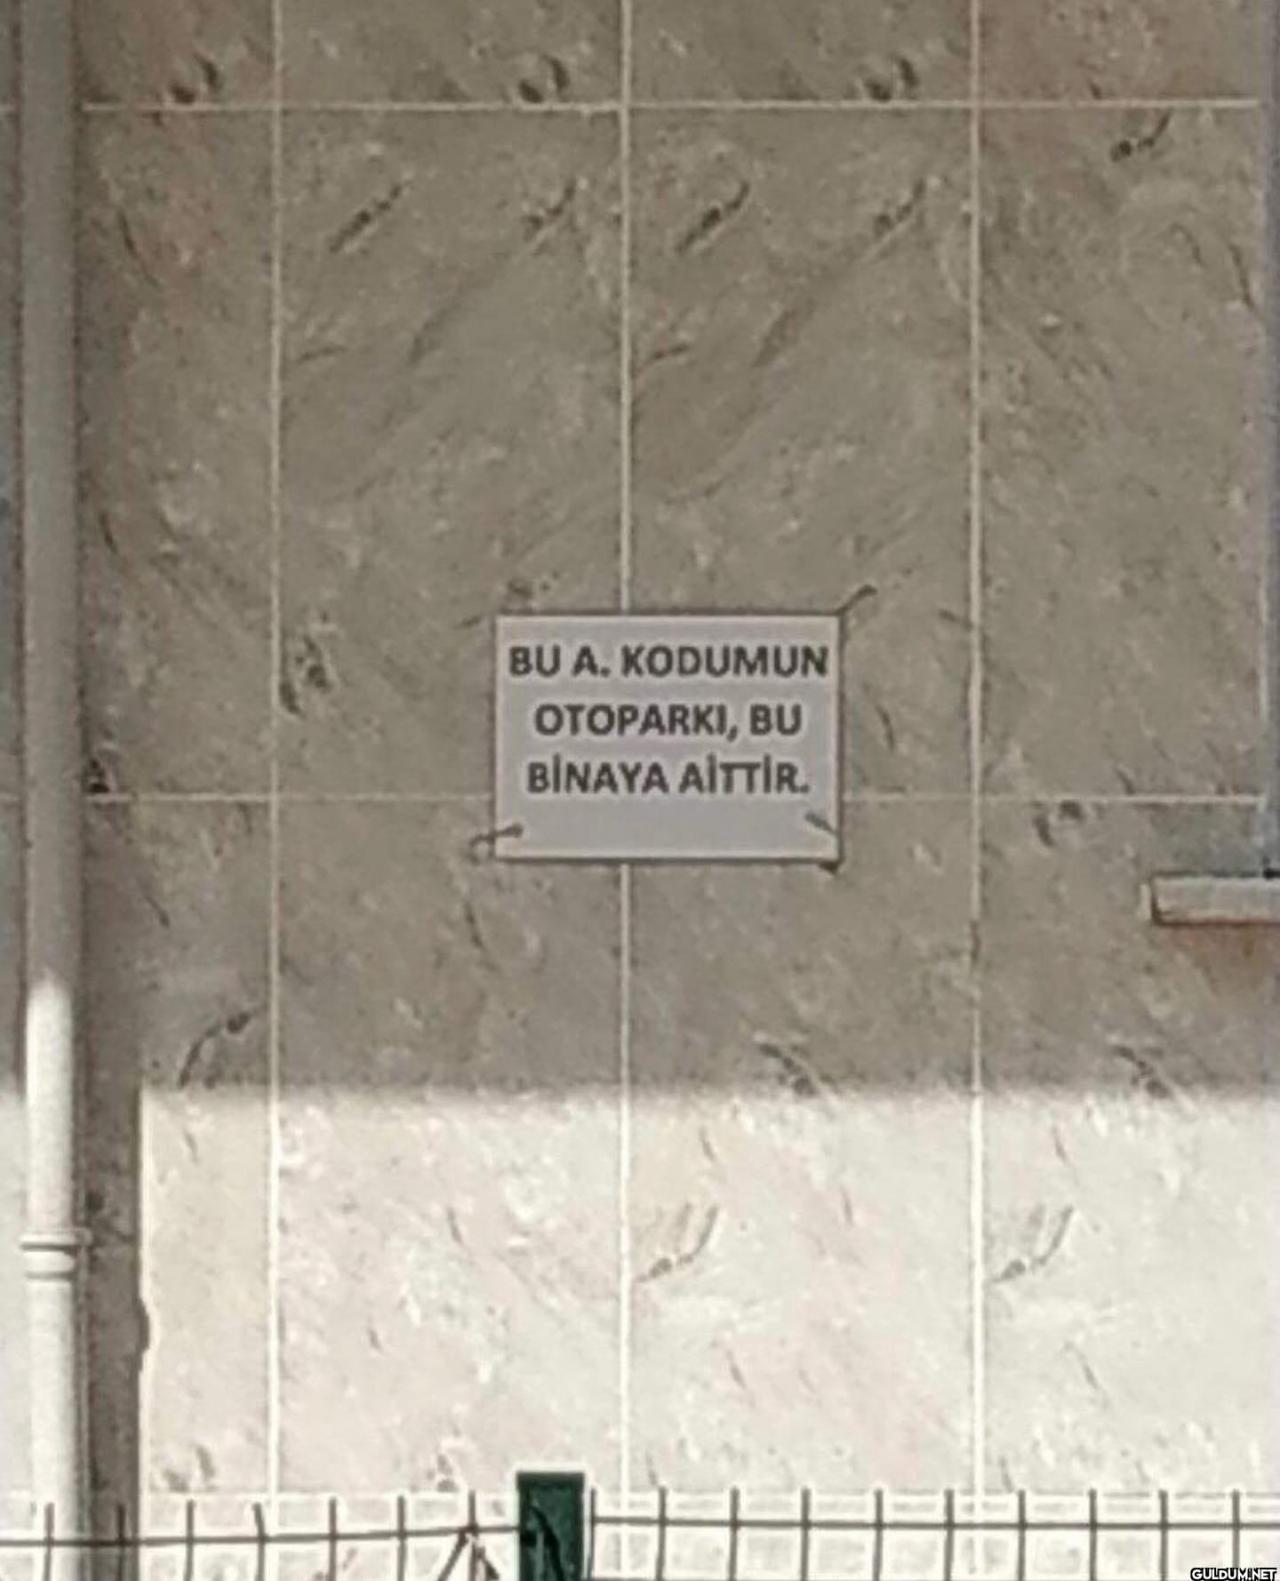 BU A. KODUMUN
OTOPARKI, BU
BİNAYA AİTTİR.
GULDUM.NET